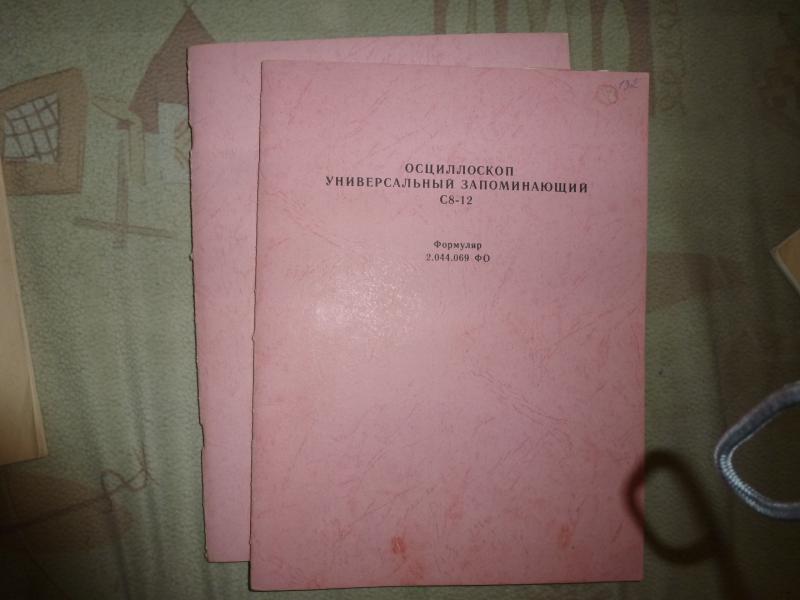 ОСЦИЛЛОСКОП
УНИВЕРСАЛЬНЫЙ ЗАПОМИНАЮЩИЙ
С8-12
Формуляр
2.044.069 ФО